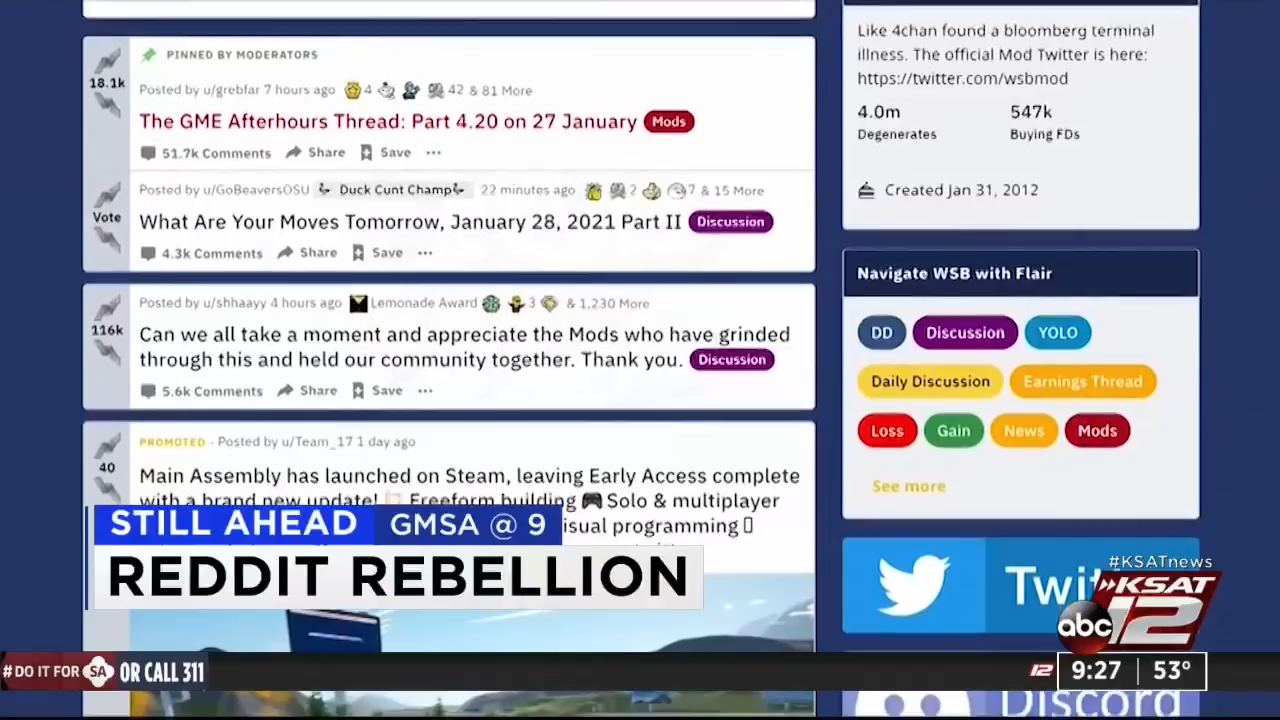 PINNED BY MODERATORS
18.1k
Posted by u/grebfar 7 hours ago 4 42 & 81 More
The GME Afterhours Thread: Part 4.20 on 27 January Mods
51.7k Comments Share Save ...
Posted by u/GoBeaversOSU Duck Cunt Champ 22 minutes ago 2 7 & 15 More
Vote
What Are Your Moves Tomorrow, January 28, 2021 Part II Discussion
4.3k Comments Share Save ...
Posted by u/shhaayy 4 hours ago Lemonade Award 3 & 1,230 More
116k
Can we all take a moment and appreciate the Mods who have grinded
through this and held our community together. Thank you. Discussion
5.6k Comments Share Save ...
PROMOTED · Posted by u/Team_17 1 day ago
40
Main Assembly has launched on Steam, leaving Early Access complete
with a brand new update! Freeform building Solo & multiplayer
isual programming
Like 4chan found a bloomberg terminal
illness. The official Mod Twitter is here:
https://twitter.com/wsbmod
4.0m 547k
Degenerates Buying FDs
Created Jan 31, 2012
Navigate WSB with Flair
DD Discussion YOLO
Daily Discussion Earnings Thread
Loss Gain News Mods
See more
Twit
Discord
STILL AHEAD GMSA @ 9
REDDIT REBELLION
#KSATnews
KSAT
abc 12
#DO IT FOR SA OR CALL 311
12 9:27 53°